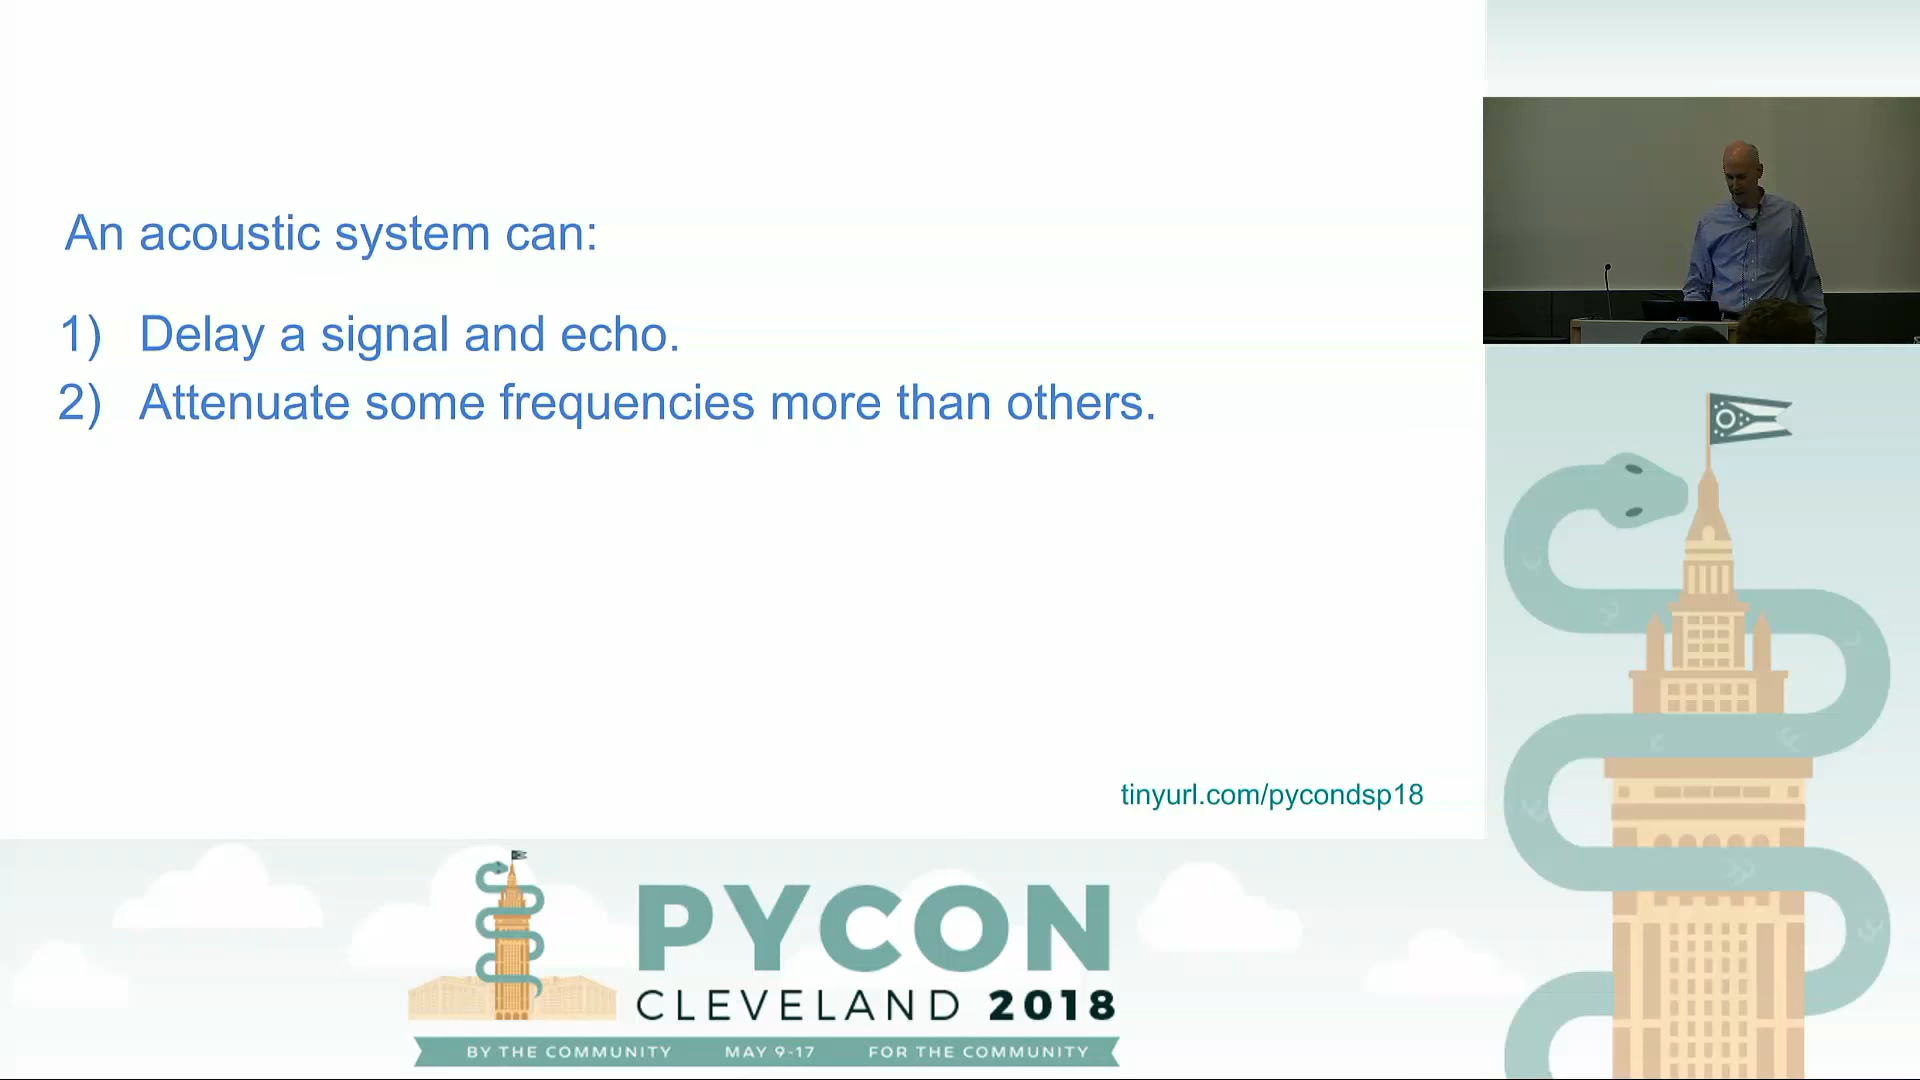 An acoustic system can:
1) Delay a signal and echo.
2) Attenuate some frequencies more than others.
tinyurl.com/pycondsp18
PYCON
CLEVELAND 2018
BY THE COMMUNITY MAY 9-17 FOR THE COMMUNITY